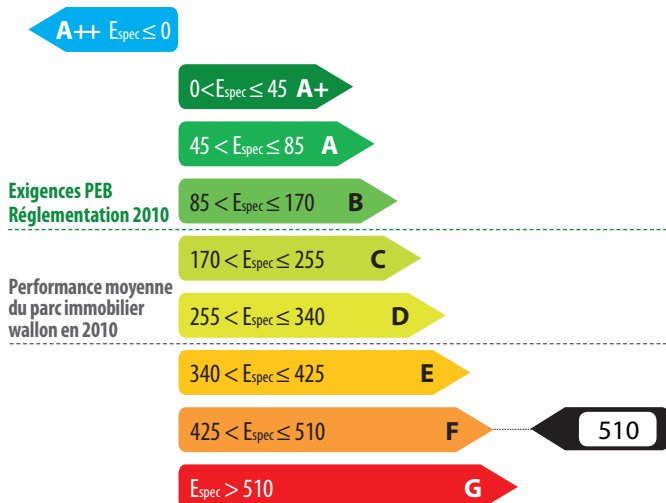 A++ Espec ≤ 0
0 < Espec ≤ 45 A+
45 < Espec ≤ 85 A
Exigences PEB
Réglementation 2010
85 < Espec ≤ 170 B
170 < Espec ≤ 255 C
Performance moyenne
du parc immobilier
wallon en 2010
255 < Espec ≤ 340 D
340 < Espec ≤ 425 E
425 < Espec ≤ 510 F 510
Espec > 510 G